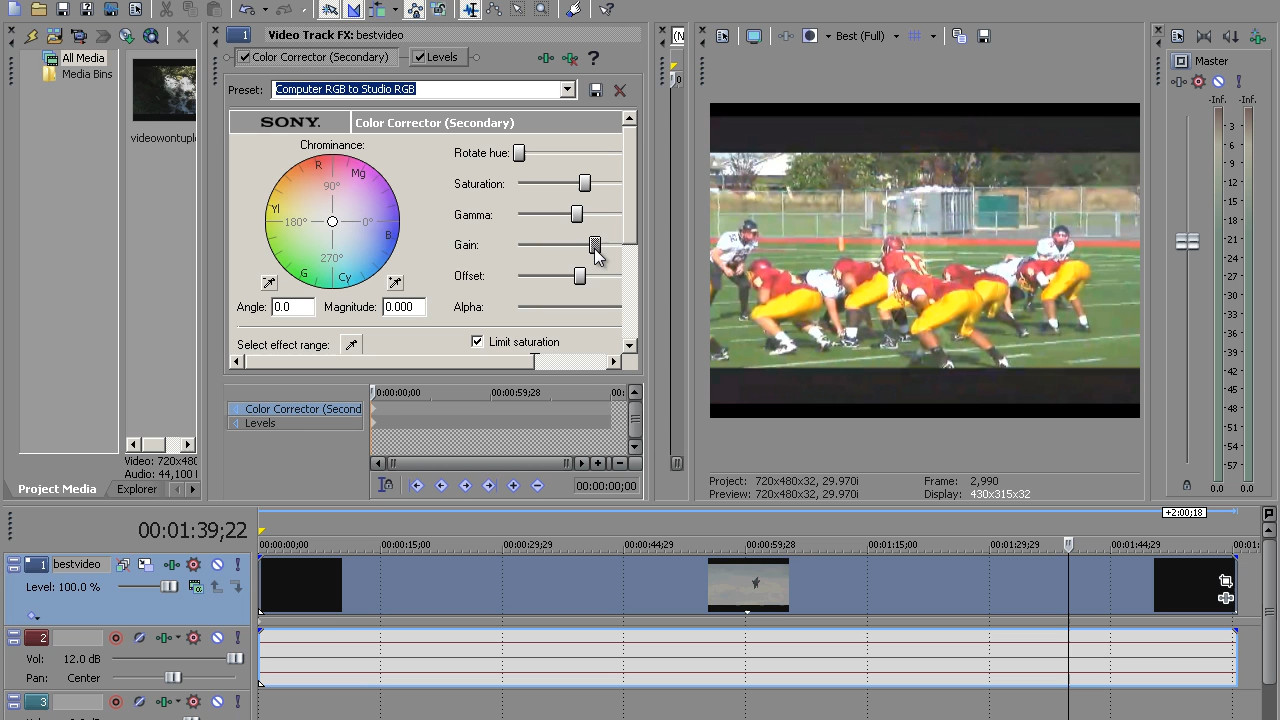 1 Video Track FX: bestvideo
All Media
Media Bins
videowontuplo
Video: 720x480
Audio: 44,100
Project Media Explorer
Color Corrector (Secondary) Levels
Preset: Computer RGB to Studio RGB
SONY. Color Corrector (Secondary)
Chrominance:
R
Mg
90°
Yl
180°
0°
B
270°
G
Cy
Angle: 0.0 Magnitude: 0.000
Rotate hue:
Saturation:
Gamma:
Gain:
Offset:
Alpha:
Select effect range: Limit saturation
0:00:00;00 00:00:59;28 00:
Color Corrector (Second
Levels
00:00:00;00
(N
0
Best (Full)
Project: 720x480x32, 29.970i Frame: 2,990
Preview: 720x480x32, 29.970i Display: 430x315x32
Master
-Inf. -Inf.
3
6
9
12
15
18
21
24
27
30
33
36
39
42
45
48
51
54
57
0.0 0.0
00:01:39;22
+2:00;18
00:00:00;00 00:00:15;00 00:00:29;29 00:00:44;29 00:00:59;28 00:01:15;00 00:01:29;29 00:01:44;29 00:01:
1 bestvideo
Level: 100.0 %
2
Vol: 12.0 dB
Pan: Center
3